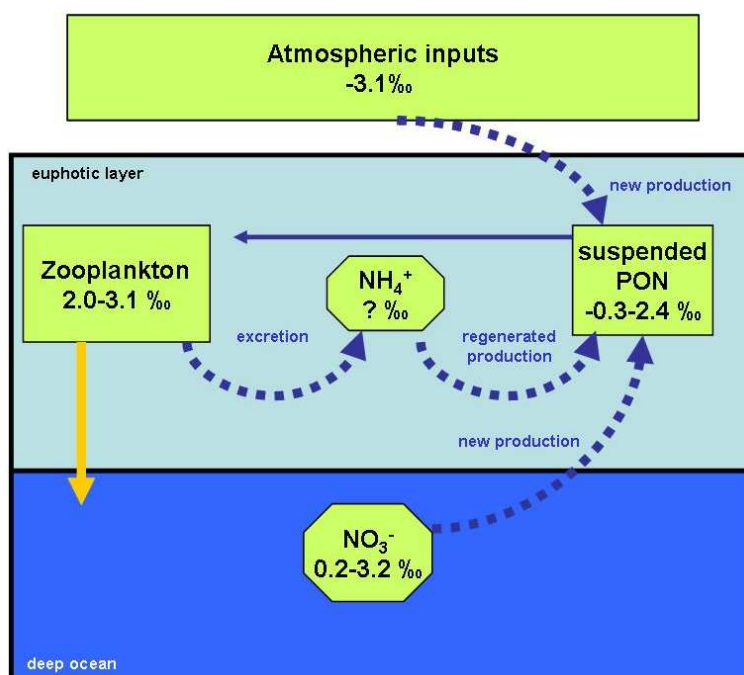 Atmospheric inputs
-3.1‰
euphotic layer
new production
Zooplankton
2.0-3.1 ‰
NH₄⁺
? ‰
suspended
PON
-0.3-2.4 ‰
excretion
regenerated
production
new production
NO₃⁻
0.2-3.2 ‰
deep ocean